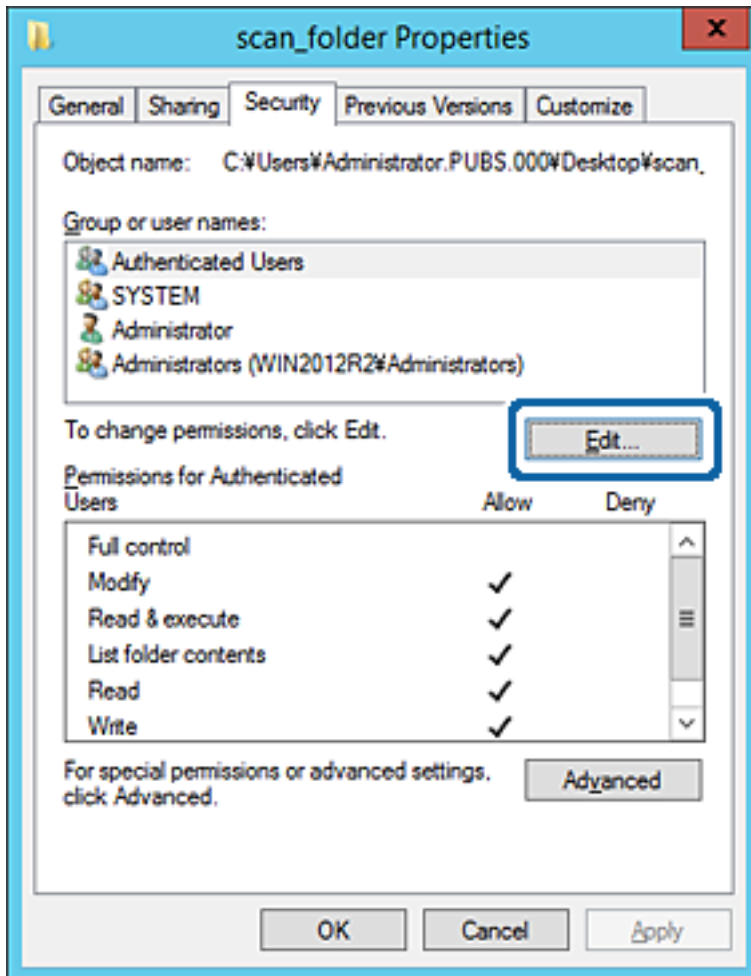 scan_folder Properties
x
General Sharing Security Previous Versions Customize
Object name: C:¥Users¥Administrator.PUBS.000¥Desktop¥scan_
Group or user names:
Authenticated Users
SYSTEM
Administrator
Administrators (WIN2012R2¥Administrators)
To change permissions, click Edit.
Edit...
Permissions for Authenticated
Users Allow Deny
Full control
Modify
Read & execute
List folder contents
Read
Write
For special permissions or advanced settings,
click Advanced.
Advanced
OK Cancel Apply